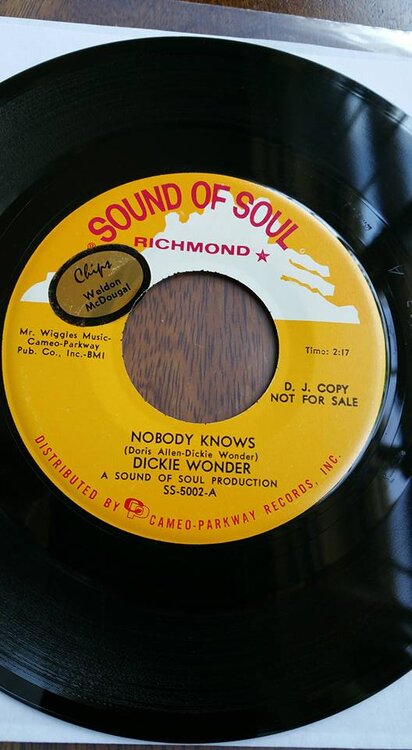 SOUND OF SOUL
®
RICHMOND
Chips
Weldon
McDougal
Mr. Wiggles Music-
Cameo-Parkway
Pub. Co., Inc.-BMI
Time: 2:17
D. J. COPY
NOT FOR SALE
NOBODY KNOWS
(Doris Allen-Dickie Wonder)
DICKIE WONDER
A SOUND OF SOUL PRODUCTION
SS-5002-A
DISTRIBUTED BY CP CAMEO-PARKWAY RECORDS, INC.